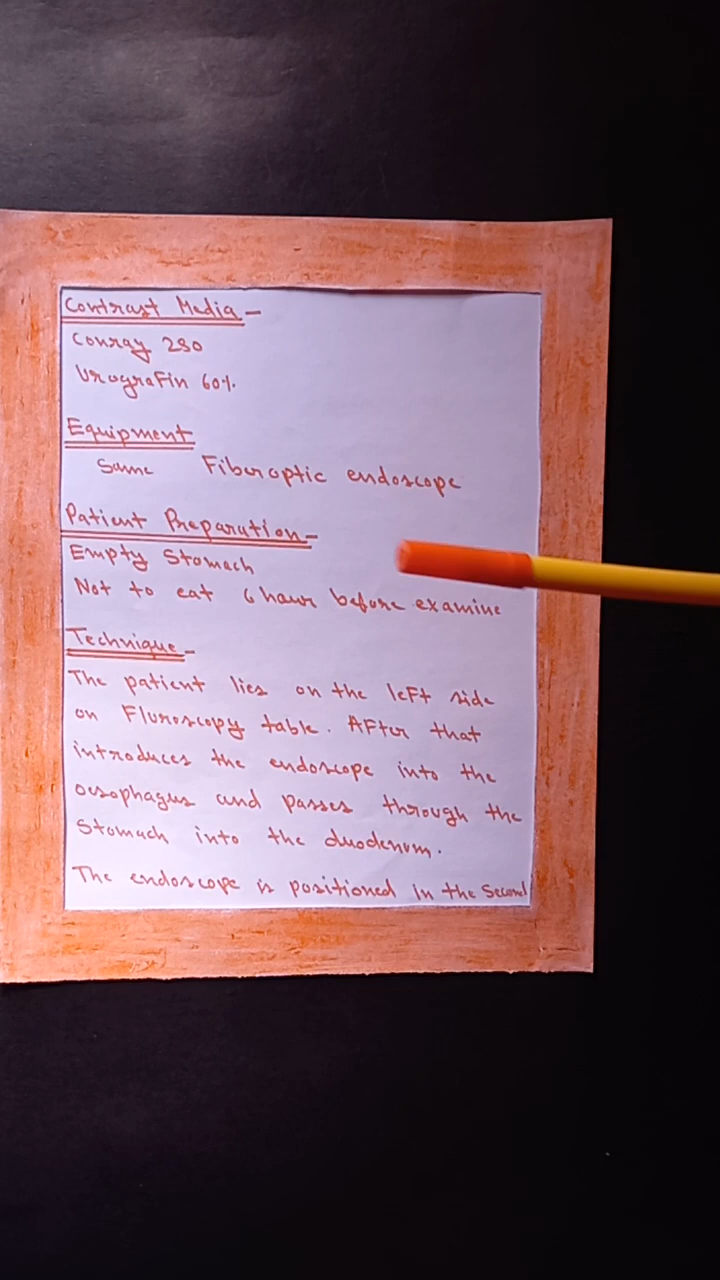 Contrast Media -
Conray 280
Urografin 60%
Equipment
Same Fiberoptic endoscope
Patient Preparation -
Empty Stomach
Not to eat 6 hour before examine
Technique -
The patient lies on the left side
on Fluroscopy table. After that
introduces the endoscope into the
oesophagus and passes through the
Stomach into the duodenum.
The endoscope is positioned in the Second